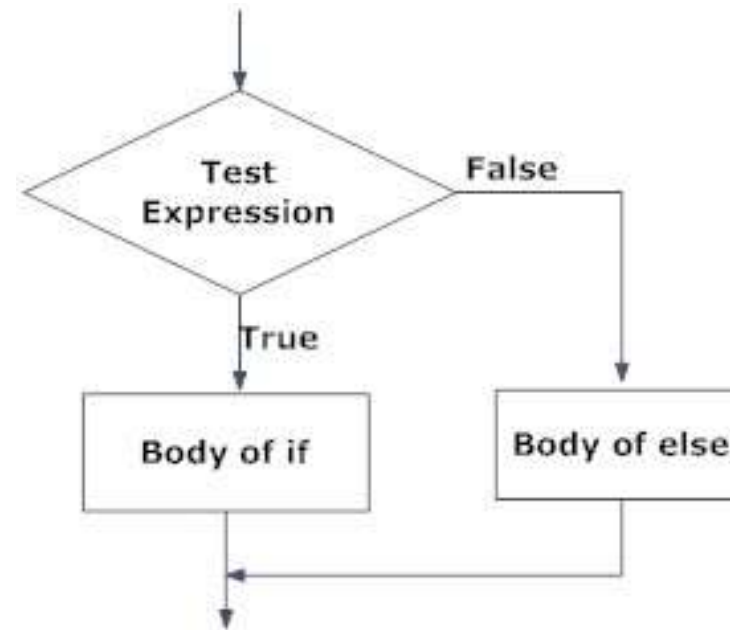 Test
Expression
False
True
Body of if
Body of else